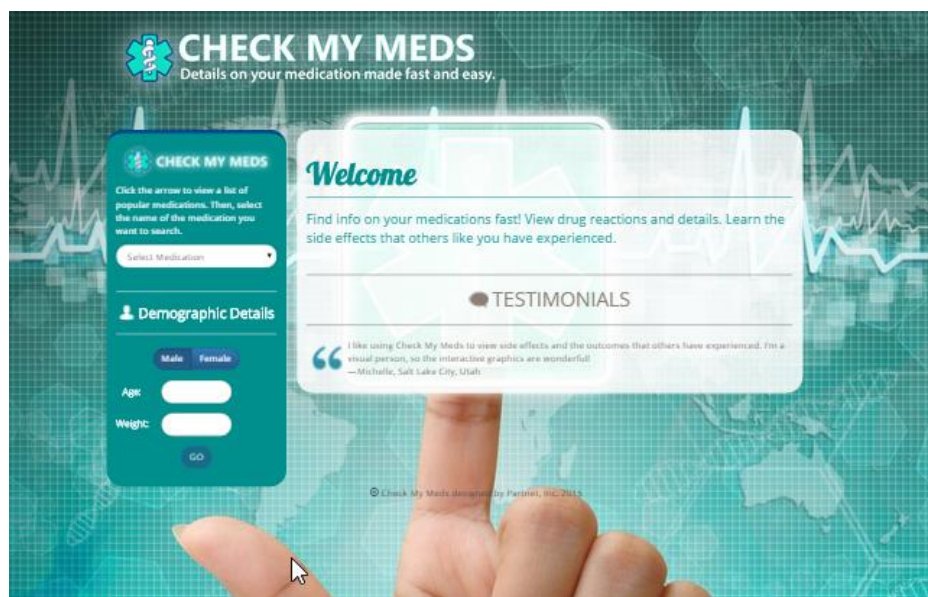 CHECK MY MEDS
Details on your medication made fast and easy.
CHECK MY MEDS
Click the arrow to view a list of
popular medications. Then, select
the name of the medication you
want to search.
Select Medication
Demographic Details
Male Female
Age:
Weight:
GO
Welcome
Find info on your medications fast! View drug reactions and details. Learn the
side effects that others like you have experienced.
TESTIMONIALS
I like using Check My Meds to view side effects and the outcomes that others have experienced. I'm a
visual person, so the interactive graphics are wonderful!
—Michelle, Salt Lake City, Utah
© Check My Meds designed by Partnet, Inc. 2015